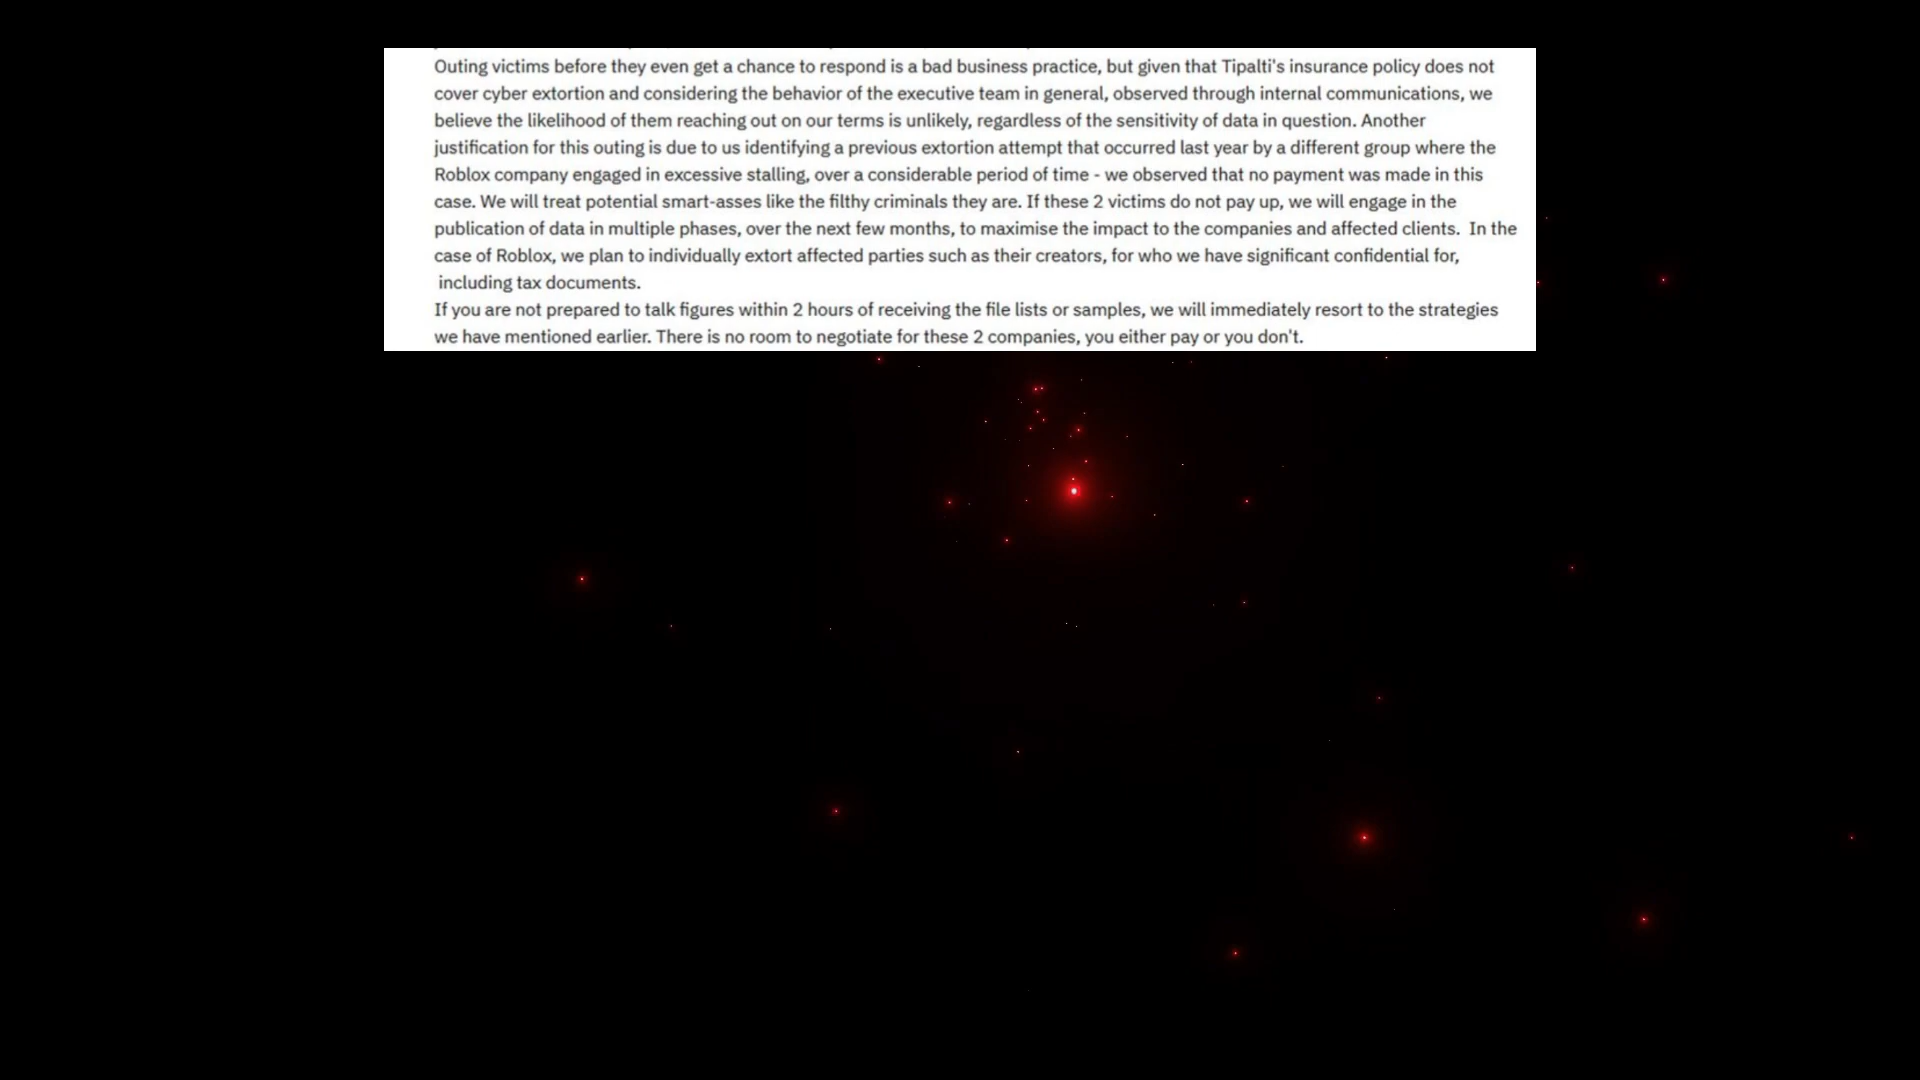 Outing victims before they even get a chance to respond is a bad business practice, but given that Tipalti's insurance policy does not
cover cyber extortion and considering the behavior of the executive team in general, observed through internal communications, we
believe the likelihood of them reaching out on our terms is unlikely, regardless of the sensitivity of data in question. Another
justification for this outing is due to us identifying a previous extortion attempt that occurred last year by a different group where the
Roblox company engaged in excessive stalling, over a considerable period of time - we observed that no payment was made in this
case. We will treat potential smart-asses like the filthy criminals they are. If these 2 victims do not pay up, we will engage in the
publication of data in multiple phases, over the next few months, to maximise the impact to the companies and affected clients.  In the
case of Roblox, we plan to individually extort affected parties such as their creators, for who we have significant confidential for,
including tax documents.
If you are not prepared to talk figures within 2 hours of receiving the file lists or samples, we will immediately resort to the strategies
we have mentioned earlier. There is no room to negotiate for these 2 companies, you either pay or you don't.